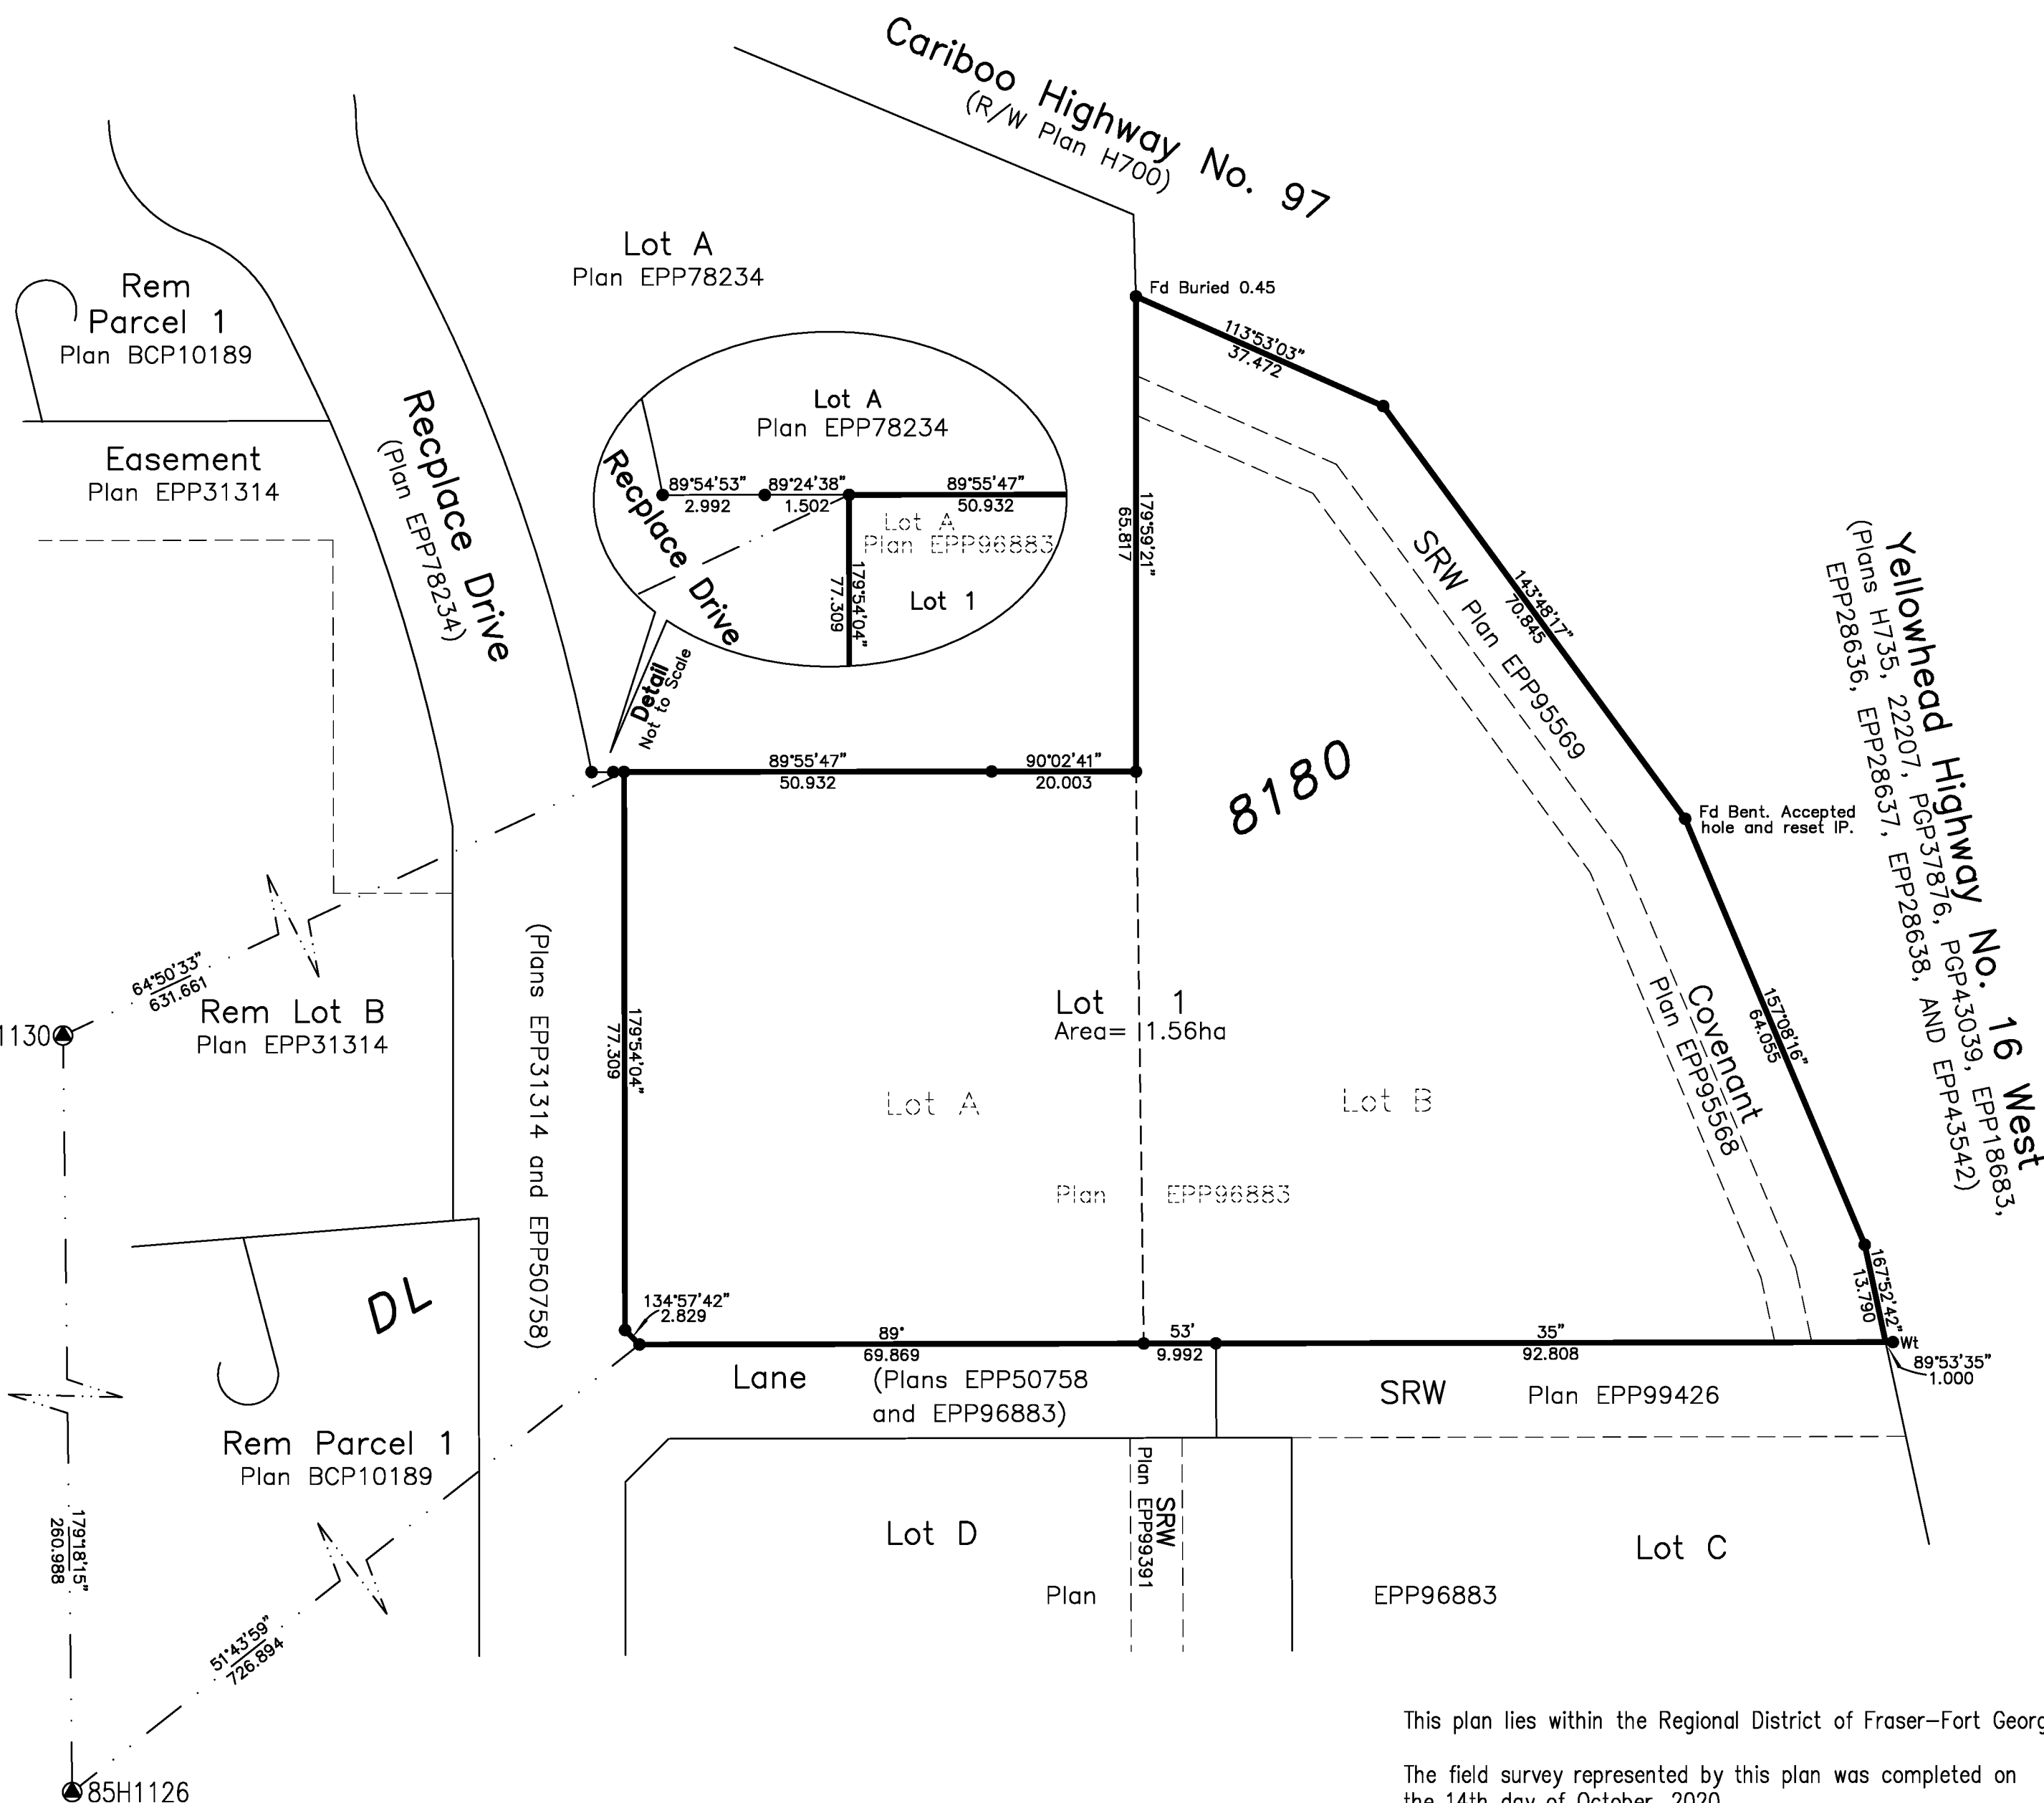 Cariboo Highway No. 97
(R/W Plan H700)
Lot A
Plan EPP78234
Rem
Parcel 1
Plan BCP10189
Fd Buried 0.45
113°53'03"
37.472
Easement
Plan EPP31314
Recplace Drive
(Plan EPP78234)
Lot A
Plan EPP78234
89°54'53"
2.992
89°24'38"
1.502
89°55'47"
50.932
Lot A
Plan EPP96883
Recplace Drive
179°54'04"
77.309
Lot 1
Detail
Not to Scale
179°59'21"
65.817
SRW Plan EPP95569
143°48'17"
70.845
Yellowhead Highway No. 16 West
(Plans H735, 22207, PGP37876, PGP43039, EPP18683,
EPP28636, EPP28637, EPP28638, AND EPP43542)
89°55'47"
50.932
90°02'41"
20.003
8180
Fd Bent. Accepted
hole and reset IP.
64°50'33"
631.661
1130
Rem Lot B
Plan EPP31314
(Plans EPP31314 and EPP50758)
179°54'04"
77.309
Lot 1
Area= 1.56ha
Lot A
Lot B
Plan EPP96883
Covenant
Plan EPP95568
157°08'16"
64.055
167°52'42"
13.790
DL
134°57'42"
2.829
89° 53' 35"
69.869
9.992
92.808
Wt
89°53'35"
1.000
Lane
(Plans EPP50758
and EPP96883)
SRW Plan EPP99426
Rem Parcel 1
Plan BCP10189
179°18'15"
260.988
51°43'59"
726.894
Lot D
SRW
Plan EPP99391
Lot C
Plan EPP96883
85H1126
This plan lies within the Regional District of Fraser-Fort Georg
The field survey represented by this plan was completed on
the 14th day of October, 2020